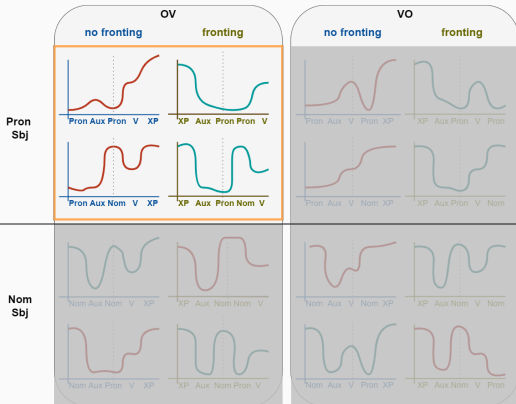 OV VO
no fronting fronting no fronting fronting
Pron Sbj
Pron Aux Pron V XP XP Aux Pron Pron V Pron Aux V Pron XP XP Aux V Pron Nom
Pron Aux Nom V XP XP Aux Pron Nom V Pron Aux V Nom XP XP Aux Pron V Nom
Nom Sbj
Nom Aux Nom V XP XP Aux Nom Nom V Nom Aux V Nom XP XP Aux Nom V Nom
Nom Aux Pron V XP XP Aux Nom Pron V Nom Aux V Pron XP XP Aux Nom V Pron